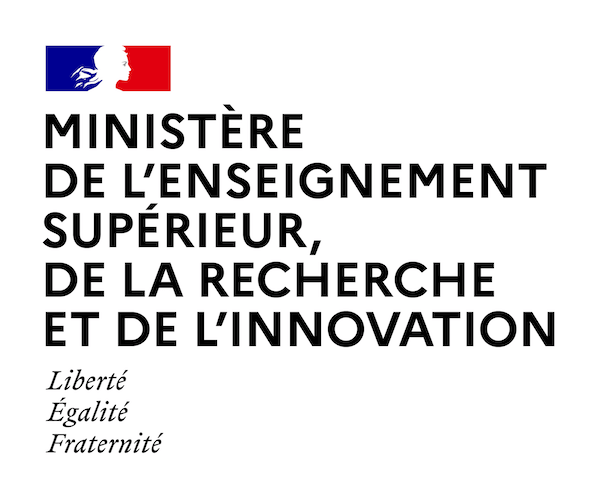 MINISTÈRE
DE L'ENSEIGNEMENT
SUPÉRIEUR,
DE LA RECHERCHE
ET DE L'INNOVATION
Liberté
Égalité
Fraternité